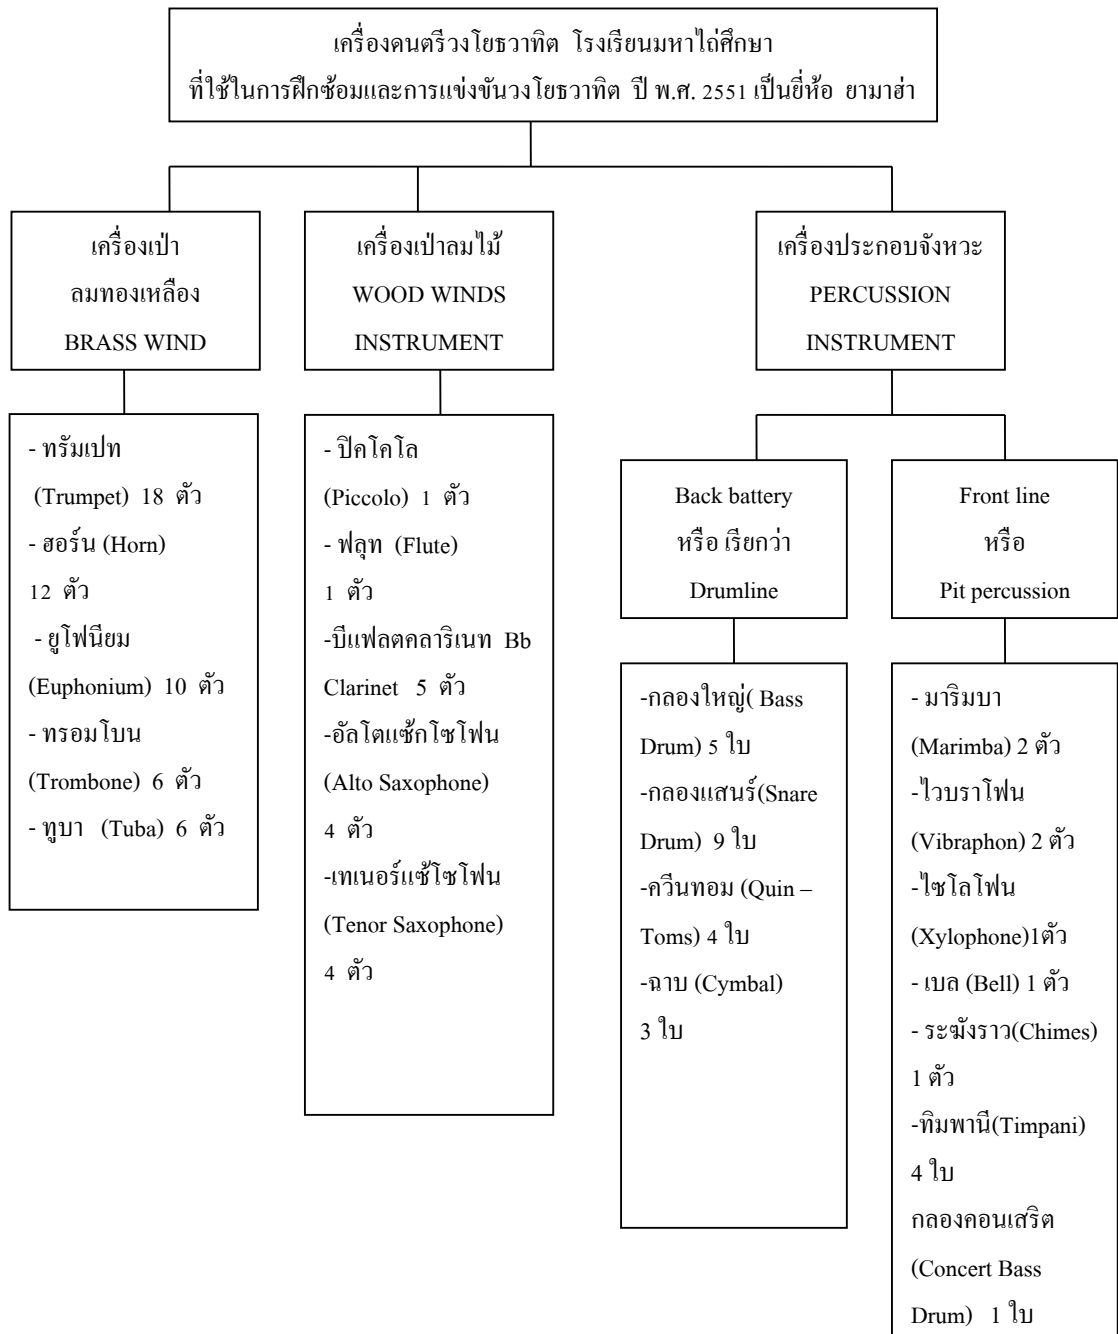 เครื่องดนตรีวงโยธวาทิต โรงเรียนมหาไถ่ศึกษา
ที่ใช้ในการฝึกซ้อมและการแข่งขันวงโยธวาทิต ปี พ.ศ. 2551 เป็นยี่ห้อ ยามาฮ่า
เครื่องเป่า
ลมทองเหลือง
BRASS WIND
เครื่องเป่าลมไม้
WOOD WINDS
INSTRUMENT
เครื่องประกอบจังหวะ
PERCUSSION
INSTRUMENT
- ทรัมเปท
(Trumpet) 18 ตัว
- ฮอร์น (Horn)
12 ตัว
- ยูโฟนียม
(Euphonium) 10 ตัว
- ทรอมโบน
(Trombone) 6 ตัว
- ทูบา (Tuba) 6 ตัว
- ปิคโคโล
(Piccolo) 1 ตัว
- ฟลุท (Flute)
1 ตัว
-บีแฟลตคลาริเนท Bb
Clarinet 5 ตัว
-อัลโตแซ้กโซโฟน
(Alto Saxophone)
4 ตัว
-เทเนอร์แซ้โซโฟน
(Tenor Saxophone)
4 ตัว
Back battery
หรือ เรียกว่า
Drumline
Front line
หรือ
Pit percussion
-กลองใหญ่( Bass
Drum) 5 ใบ
-กลองแสนร์(Snare
Drum) 9 ใบ
-ควีนทอม (Quin –
Toms) 4 ใบ
-ฉาบ (Cymbal)
3 ใบ
- มาริมบา
(Marimba) 2 ตัว
-ไวบราโฟน
(Vibraphon) 2 ตัว
-ไซโลโฟน
(Xylophone)1ตัว
- เบล (Bell) 1 ตัว
- ระฆังราว(Chimes)
1 ตัว
-ทิมพานี(Timpani)
4 ใบ
กลองคอนเสริต
(Concert Bass
Drum) 1 ใบ